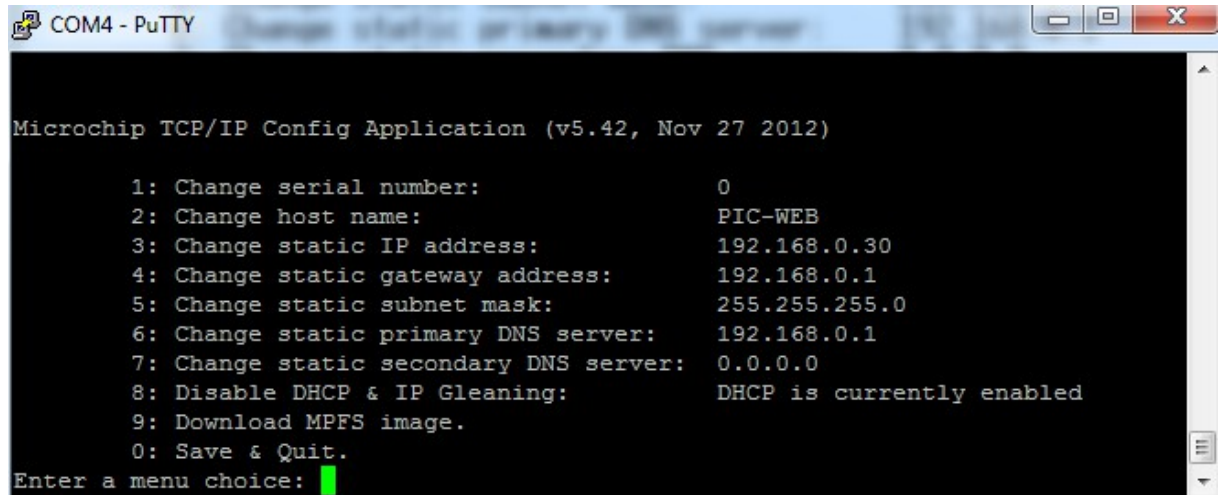 COM4 - PuTTY
Microchip TCP/IP Config Application (v5.42, Nov 27 2012)
1: Change serial number: 0
2: Change host name: PIC-WEB
3: Change static IP address: 192.168.0.30
4: Change static gateway address: 192.168.0.1
5: Change static subnet mask: 255.255.255.0
6: Change static primary DNS server: 192.168.0.1
7: Change static secondary DNS server: 0.0.0.0
8: Disable DHCP & IP Gleaning: DHCP is currently enabled
9: Download MPFS image.
0: Save & Quit.
Enter a menu choice: